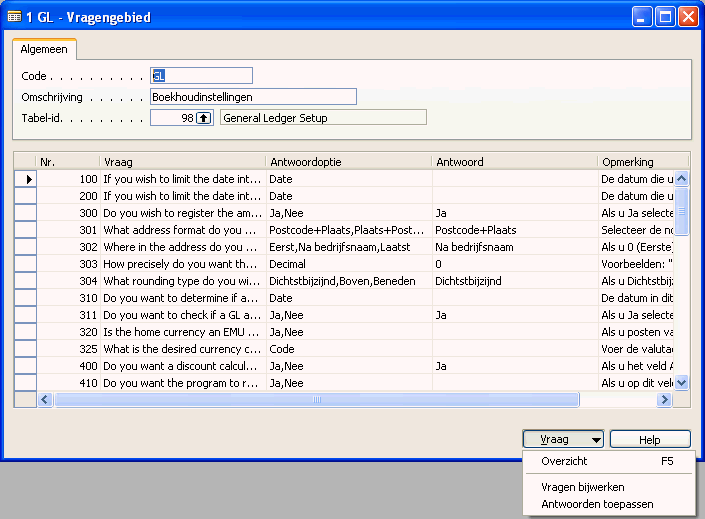 1 GL - Vragengebied
Algemeen
Code . . . . . . . . . . GL
Omschrijving . . . . . . Boekhoudinstellingen
Tabel-id. . . . . . . . . 98 General Ledger Setup
Nr. Vraag Antwoordoptie Antwoord Opmerking
100 If you wish to limit the date int... Date De datum die u
200 If you wish to limit the date int... Date De datum die u
300 Do you wish to register the am... Ja,Nee Ja Als u Ja selecte
301 What address format do you ... Postcode+Plaats,Plaats+Post... Postcode+Plaats Selecteer de no
302 Where in the address do you ... Eerst,Na bedrijfsnaam,Laatst Na bedrijfsnaam Als u 0 (Eerste)
303 How precisely do you want th... Decimal 0 Voorbeelden: "
304 What rounding type do you wi... Dichtstbijzijnd,Boven,Beneden Dichtstbijzijnd Als u Dichtstbij
310 Do you want to determine if a... Date De datum in dit
311 Do you want to check if a GL a... Ja,Nee Ja Als u Ja selecte
320 Is the home currency an EMU ... Ja,Nee Als u posten va
325 What is the desired currency c... Code Voer de valuta
400 Do you want a discount calcul... Ja,Nee Ja Als u het veld A
410 Do you want the program to r... Ja,Nee Als u op dit vel
Vraag Help
Overzicht F5
Vragen bijwerken
Antwoorden toepassen